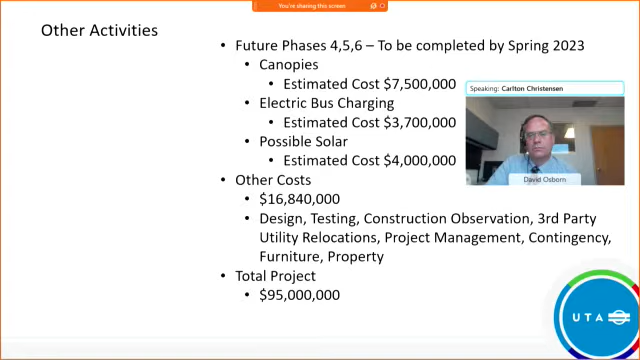 You're sharing this screen
Other Activities
• Future Phases 4,5,6 – To be completed by Spring 2023
• Canopies
• Estimated Cost $7,500,000
Speaking: Carlton Christensen
• Electric Bus Charging
• Estimated Cost $3,700,000
• Possible Solar
• Estimated Cost $4,000,000
David Osborn
• Other Costs
• $16,840,000
• Design, Testing, Construction Observation, 3rd Party
Utility Relocations, Project Management, Contingency,
Furniture, Property
• Total Project
• $95,000,000
UTA